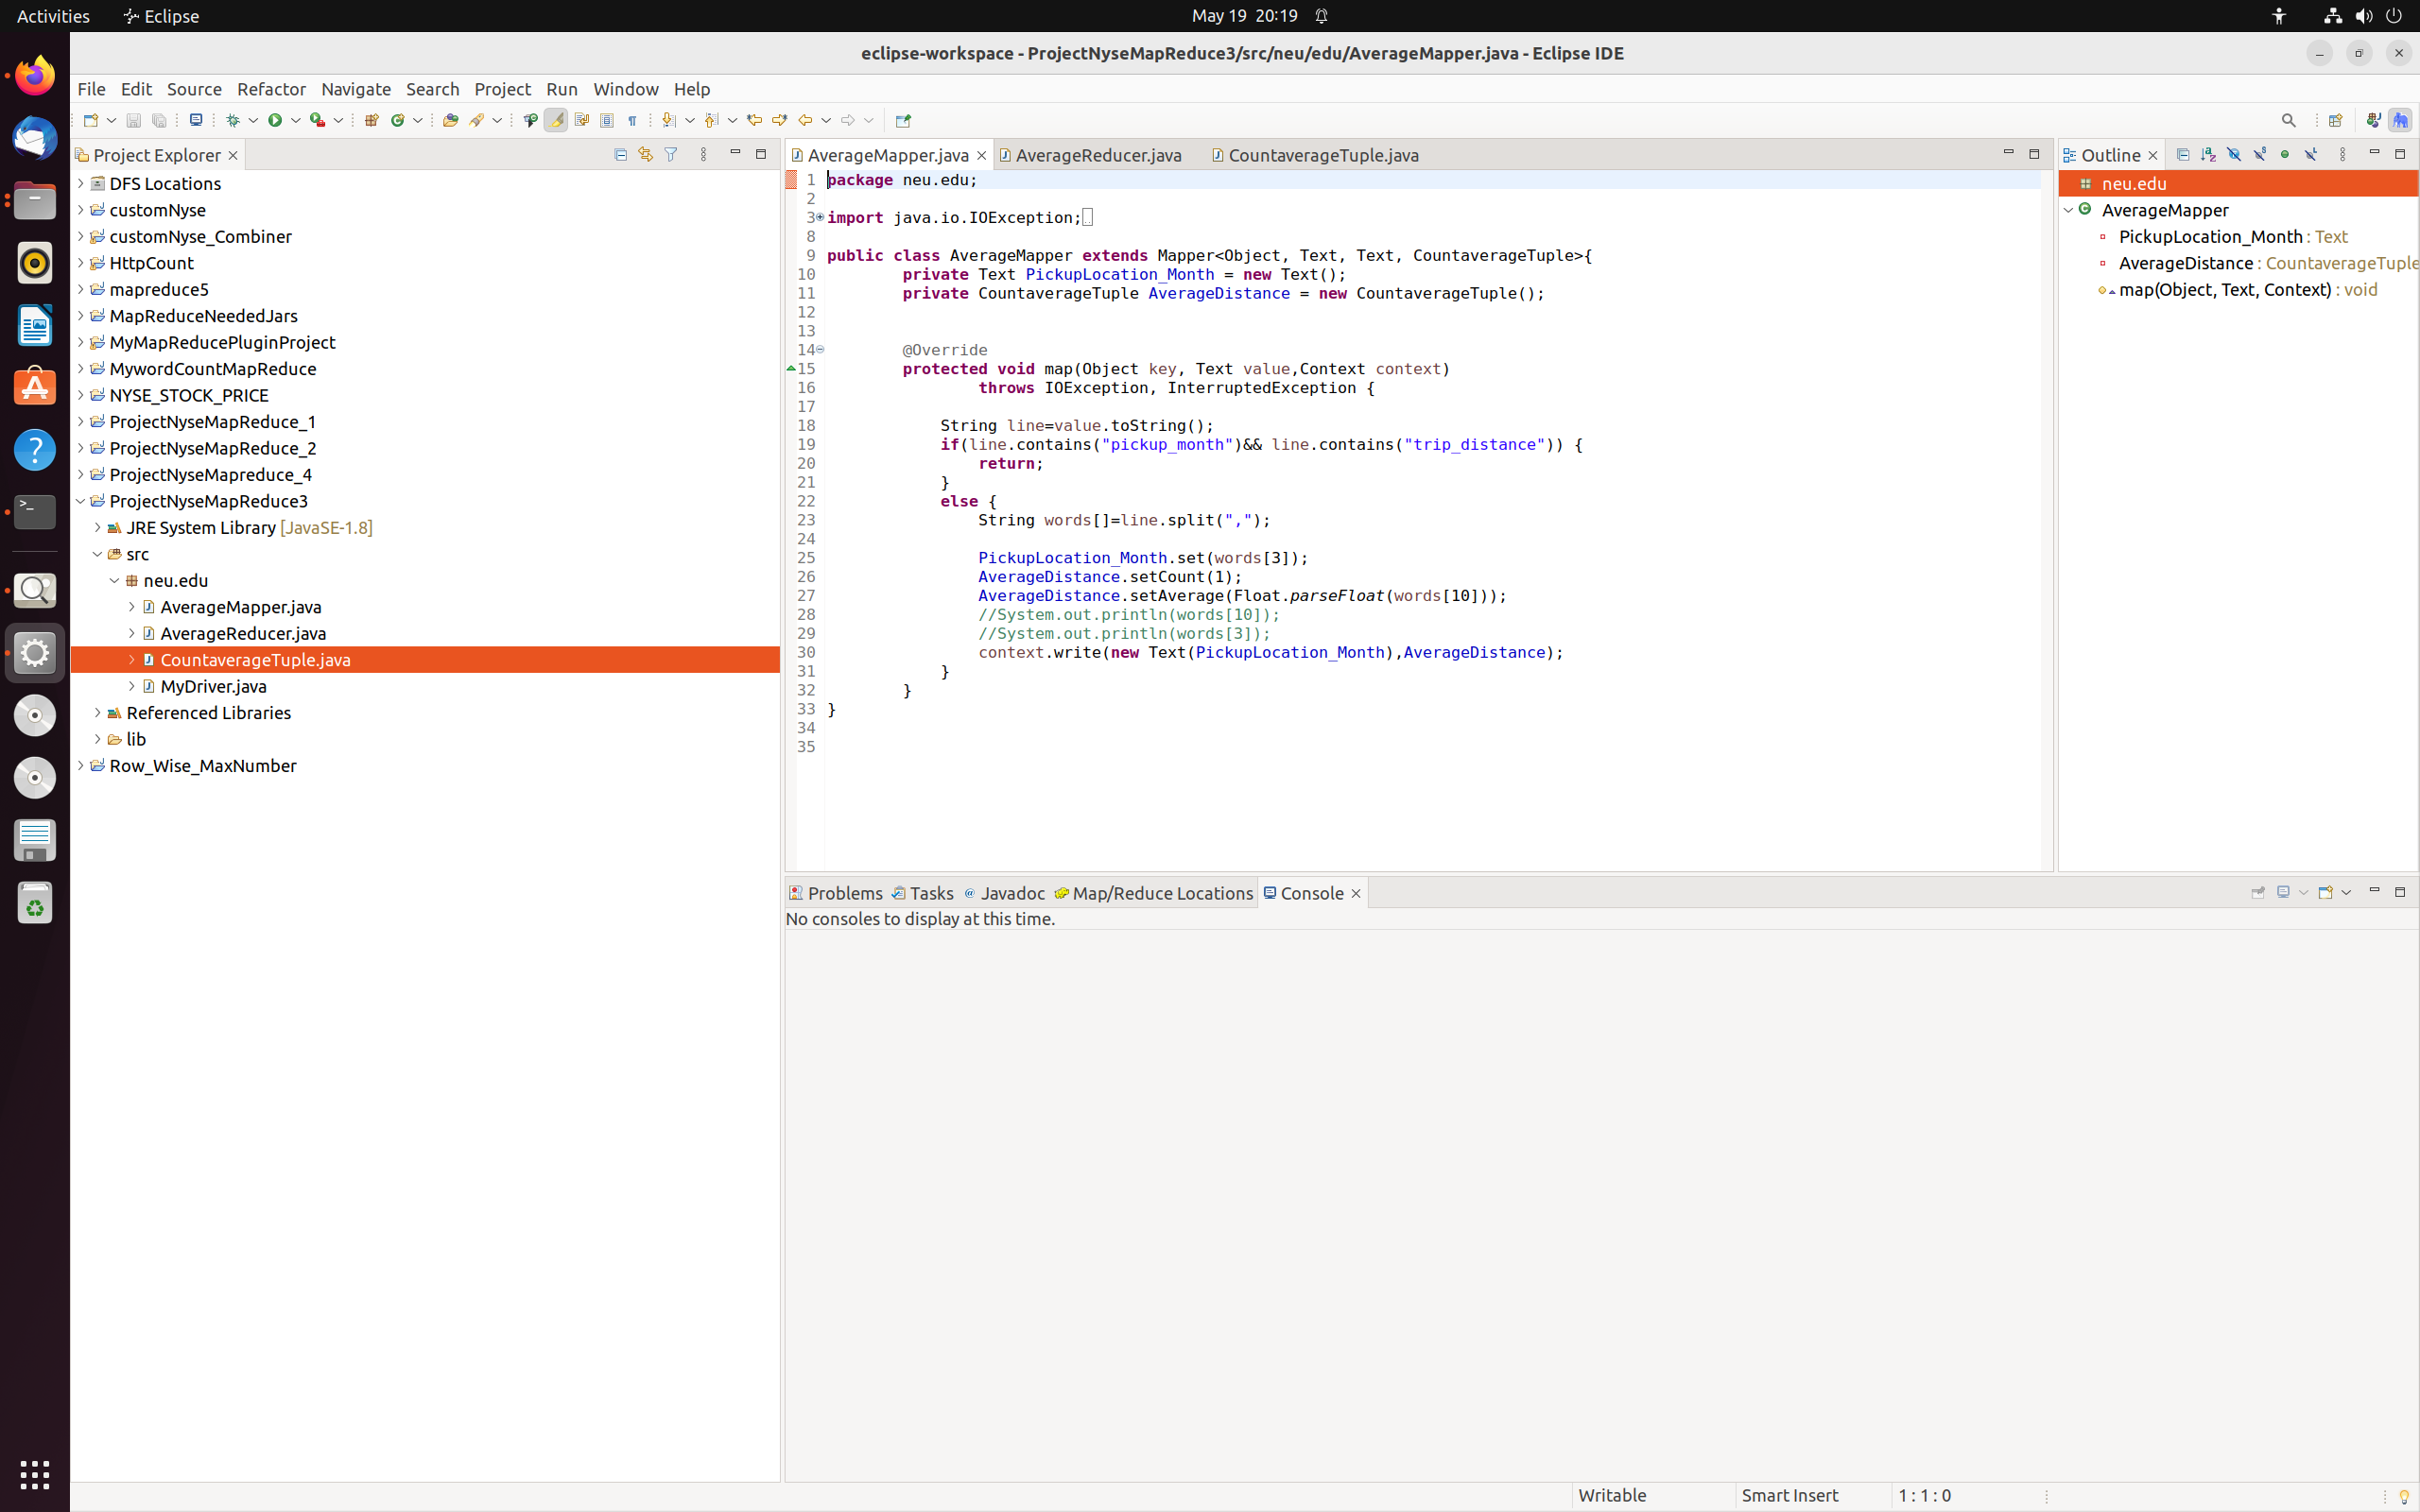 Activities Eclipse May 19 20:19
eclipse-workspace - ProjectNyseMapReduce3/src/neu/edu/AverageMapper.java - Eclipse IDE
File Edit Source Refactor Navigate Search Project Run Window Help
Project Explorer
DFS Locations
customNyse
customNyse_Combiner
HttpCount
mapreduce5
MapReduceNeededJars
MyMapReducePluginProject
MywordCountMapReduce
NYSE_STOCK_PRICE
ProjectNyseMapReduce_1
ProjectNyseMapReduce_2
ProjectNyseMapreduce_4
ProjectNyseMapReduce3
JRE System Library [JavaSE-1.8]
src
neu.edu
AverageMapper.java
AverageReducer.java
CountaverageTuple.java
MyDriver.java
Referenced Libraries
lib
Row_Wise_MaxNumber
AverageMapper.java AverageReducer.java CountaverageTuple.java
1 package neu.edu;
2
3 import java.io.IOException;
8
9 public class AverageMapper extends Mapper<Object, Text, Text, CountaverageTuple>{
10 private Text PickupLocation_Month = new Text();
11 private CountaverageTuple AverageDistance = new CountaverageTuple();
12
13
14 @Override
15 protected void map(Object key, Text value,Context context)
16 throws IOException, InterruptedException {
17
18 String line=value.toString();
19 if(line.contains("pickup_month")&& line.contains("trip_distance")) {
20 return;
21 }
22 else {
23 String words[]=line.split(",");
24
25 PickupLocation_Month.set(words[3]);
26 AverageDistance.setCount(1);
27 AverageDistance.setAverage(Float.parseFloat(words[10]));
28 //System.out.println(words[10]);
29 //System.out.println(words[3]);
30 context.write(new Text(PickupLocation_Month),AverageDistance);
31 }
32 }
33 }
34
35
Outline
neu.edu
AverageMapper
PickupLocation_Month : Text
AverageDistance : CountaverageTuple
map(Object, Text, Context) : void
Problems Tasks Javadoc Map/Reduce Locations Console
No consoles to display at this time.
Writable Smart Insert 1 : 1 : 0